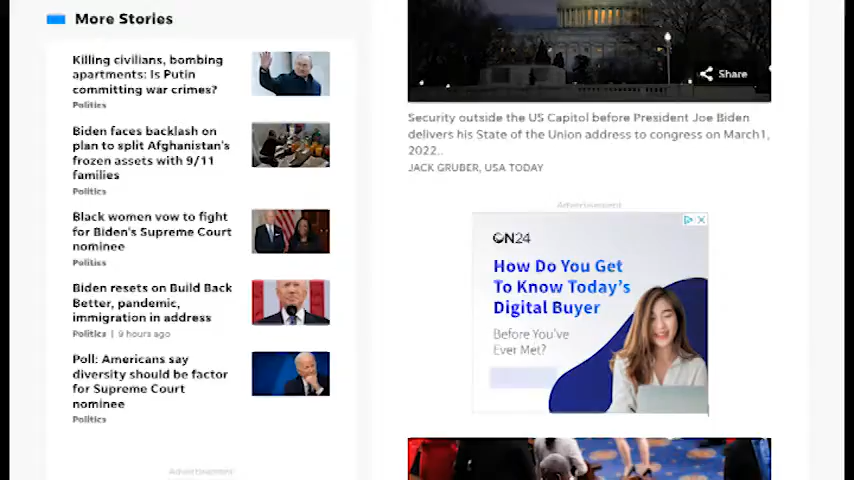 More Stories
Killing civilians, bombing
apartments: Is Putin
committing war crimes?
Politics
Biden faces backlash on
plan to split Afghanistan's
frozen assets with 9/11
families
Politics
Black women vow to fight
for Biden's Supreme Court
nominee
Politics
Biden resets on Build Back
Better, pandemic,
immigration in address
Politics | 9 hours ago
Poll: Americans say
diversity should be factor
for Supreme Court
nominee
Politics
Advertisement
Share
Security outside the US Capitol before President Joe Biden
delivers his State of the Union address to congress on March1,
2022..
JACK GRUBER, USA TODAY
Advertisement
ON24
How Do You Get
To Know Today's
Digital Buyer
Before You've
Ever Met?